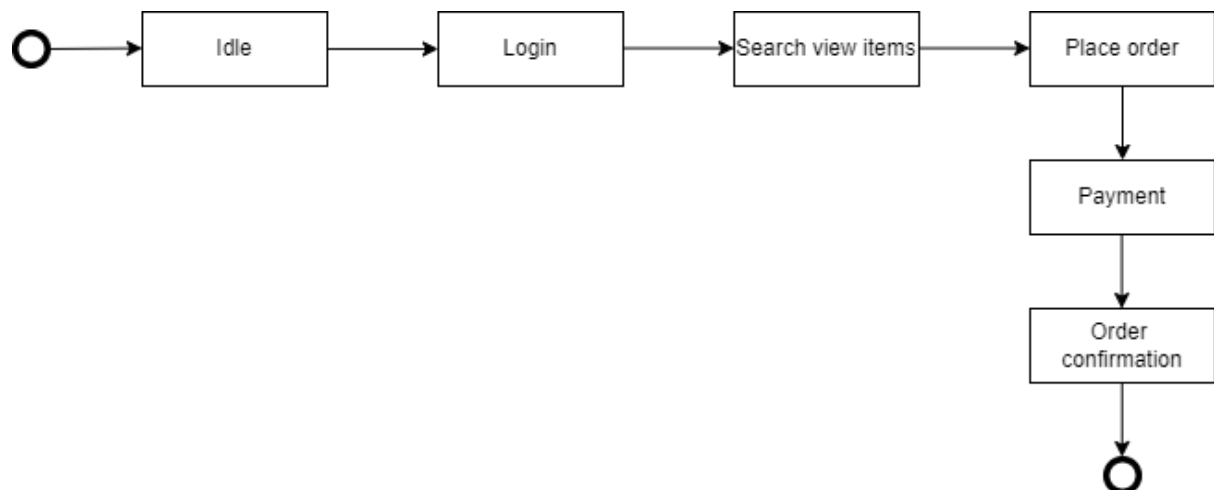 Idle
Login
Search view items
Place order
Payment
Order
confirmation